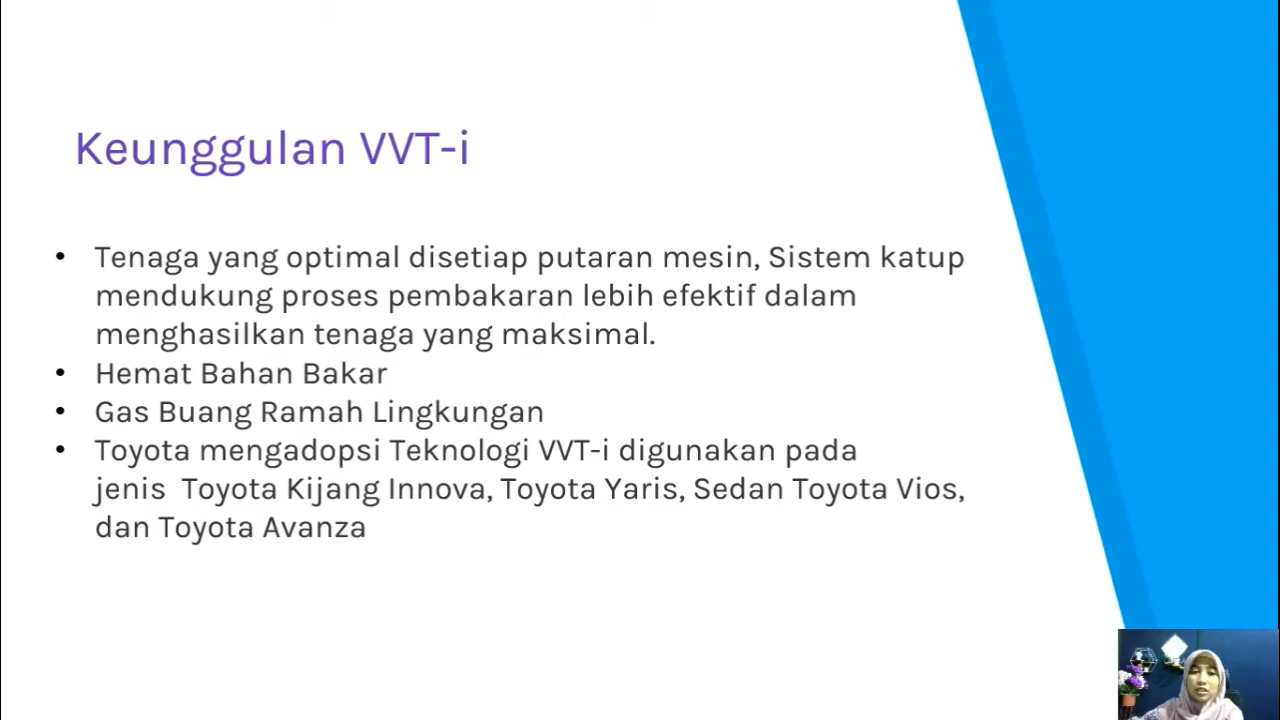 Keunggulan VVT-i
• Tenaga yang optimal disetiap putaran mesin, Sistem katup
mendukung proses pembakaran lebih efektif dalam
menghasilkan tenaga yang maksimal.
• Hemat Bahan Bakar
• Gas Buang Ramah Lingkungan
• Toyota mengadopsi Teknologi VVT-i digunakan pada
jenis  Toyota Kijang Innova, Toyota Yaris, Sedan Toyota Vios,
dan Toyota Avanza